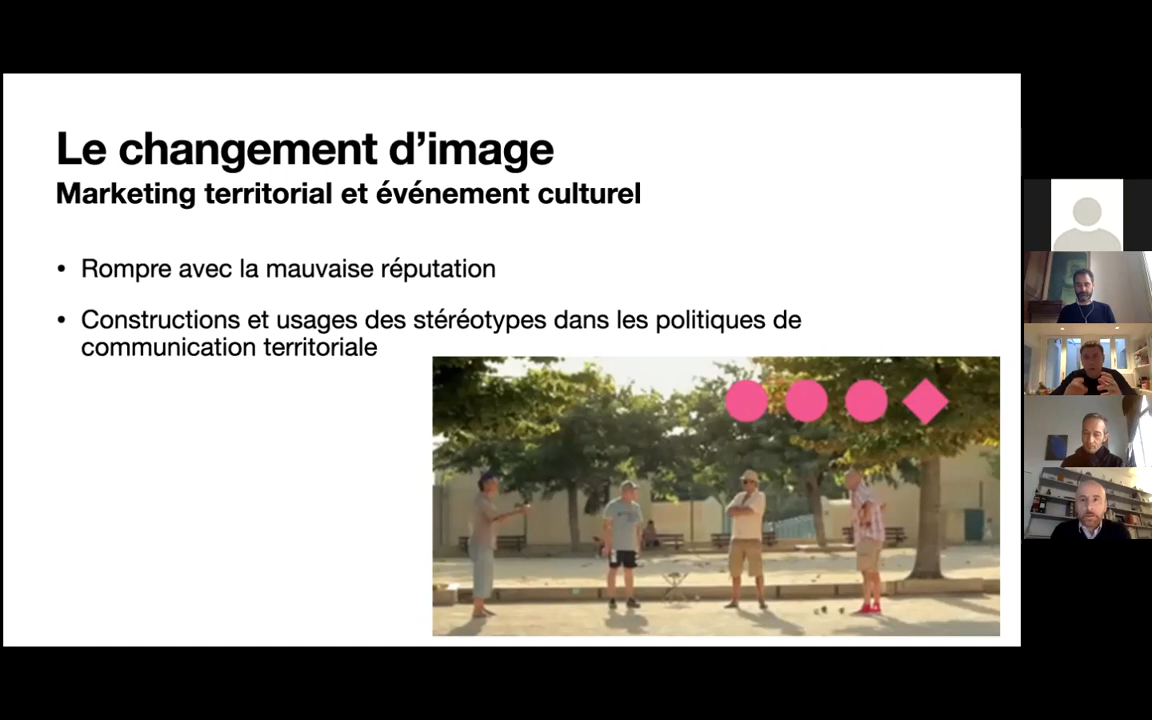 Le changement d’image
Marketing territorial et événement culturel
• Rompre avec la mauvaise réputation
• Constructions et usages des stéréotypes dans les politiques de
communication territoriale